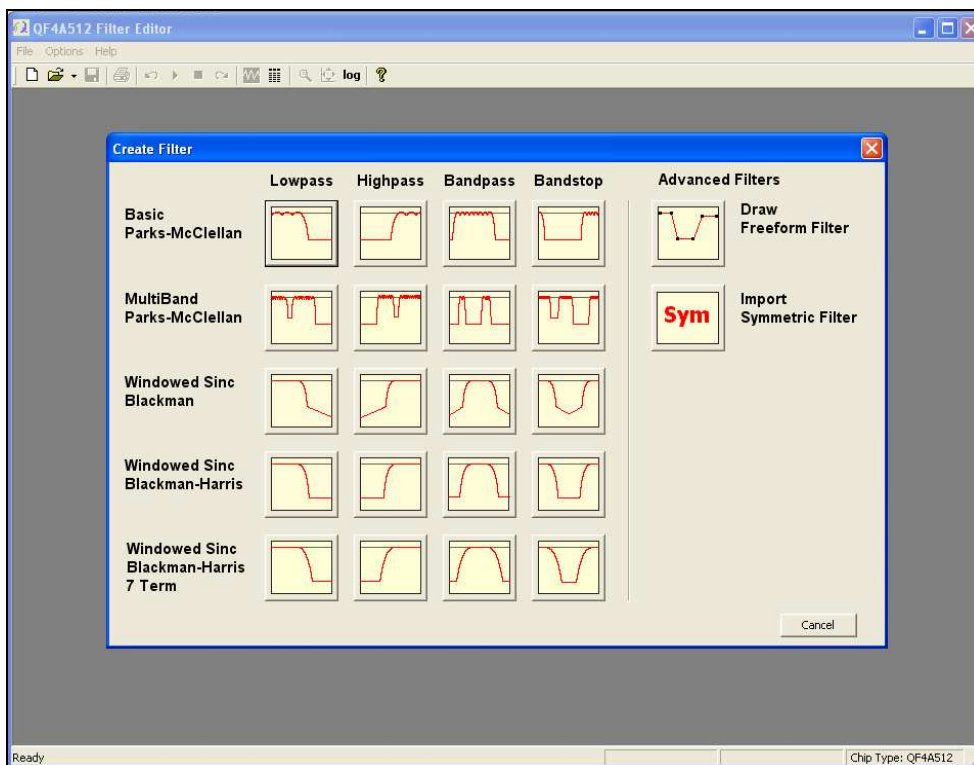 QF4A512 Filter Editor
File Options Help
log
Create Filter
Lowpass Highpass Bandpass Bandstop Advanced Filters
Basic
Parks-McClellan
Draw
Freeform Filter
MultiBand
Parks-McClellan
Sym
Import
Symmetric Filter
Windowed Sinc
Blackman
Windowed Sinc
Blackman-Harris
Windowed Sinc
Blackman-Harris
7 Term
Cancel
Ready
Chip Type: QF4A512